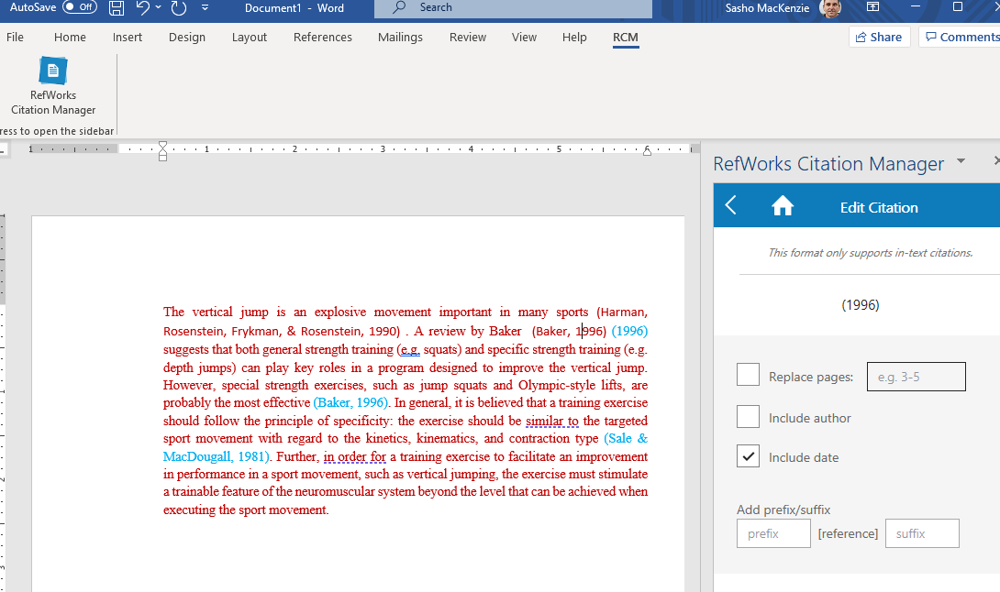 AutoSave Off Document1 - Word Search Sasho MacKenzie
File Home Insert Design Layout References Mailings Review View Help RCM Share Comments
RefWorks
Citation Manager
ress to open the sidebar
1 1 2 3 4 5 6
RefWorks Citation Manager
Edit Citation
This format only supports in-text citations.
(1996)
The vertical jump is an explosive movement important in many sports (Harman,
Rosenstein, Frykman, & Rosenstein, 1990) . A review by Baker (Baker, 1996) (1996)
suggests that both general strength training (e.g. squats) and specific strength training (e.g.
depth jumps) can play key roles in a program designed to improve the vertical jump.
However, special strength exercises, such as jump squats and Olympic-style lifts, are
probably the most effective (Baker, 1996). In general, it is believed that a training exercise
should follow the principle of specificity: the exercise should be similar to the targeted
sport movement with regard to the kinetics, kinematics, and contraction type (Sale &
MacDougall, 1981). Further, in order for a training exercise to facilitate an improvement
in performance in a sport movement, such as vertical jumping, the exercise must stimulate
a trainable feature of the neuromuscular system beyond the level that can be achieved when
executing the sport movement.
Replace pages: e.g. 3-5
Include author
Include date
Add prefix/suffix
prefix [reference] suffix
1
2
3